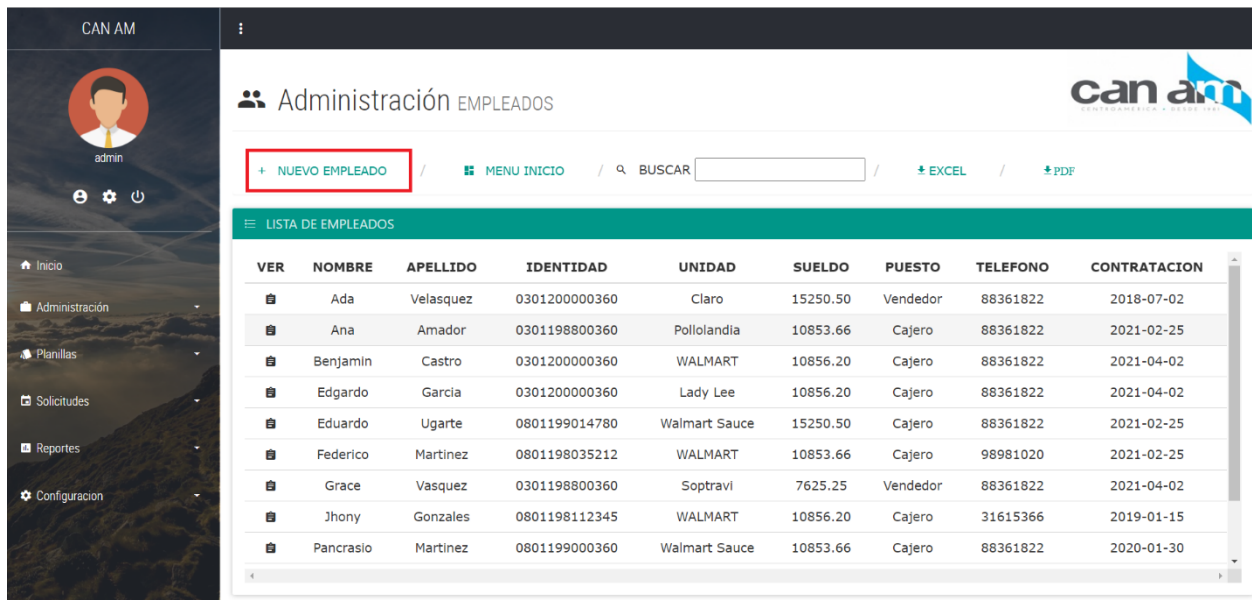 CAN AM
admin
Inicio
Administración
Planillas
Solicitudes
Reportes
Configuracion
Administración EMPLEADOS
can am
CENTROAMERICA • DESDE 1981
+ NUEVO EMPLEADO / MENU INICIO / BUSCAR / EXCEL / PDF
LISTA DE EMPLEADOS
VER NOMBRE APELLIDO IDENTIDAD UNIDAD SUELDO PUESTO TELEFONO CONTRATACION
Ada Velasquez 0301200000360 Claro 15250.50 Vendedor 88361822 2018-07-02
Ana Amador 0301198800360 Pollolandia 10853.66 Cajero 88361822 2021-02-25
Benjamin Castro 0301200000360 WALMART 10856.20 Cajero 88361822 2021-04-02
Edgardo Garcia 0301200000360 Lady Lee 10856.20 Cajero 88361822 2021-04-02
Eduardo Ugarte 0801199014780 Walmart Sauce 15250.50 Cajero 88361822 2021-02-25
Federico Martinez 0801198035212 WALMART 10853.66 Cajero 98981020 2021-02-25
Grace Vasquez 0301198800360 Soptravi 7625.25 Vendedor 88361822 2021-04-02
Jhony Gonzales 0801198112345 WALMART 10856.20 Cajero 31615366 2019-01-15
Pancrasio Martinez 0801199000360 Walmart Sauce 10853.66 Cajero 88361822 2020-01-30